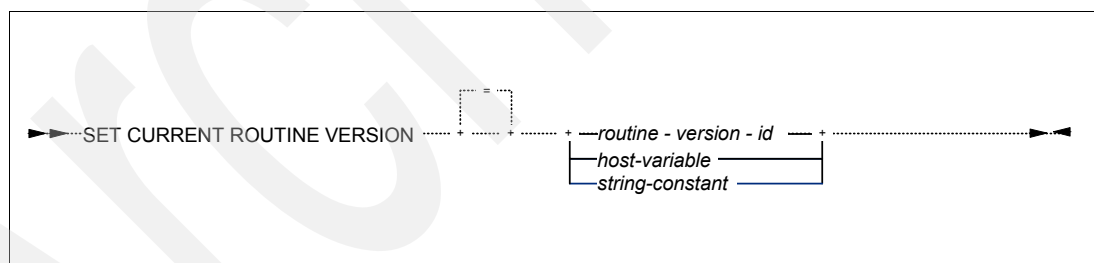 =
SET CURRENT ROUTINE VERSION + + + routine - version - id +
host-variable
string-constant